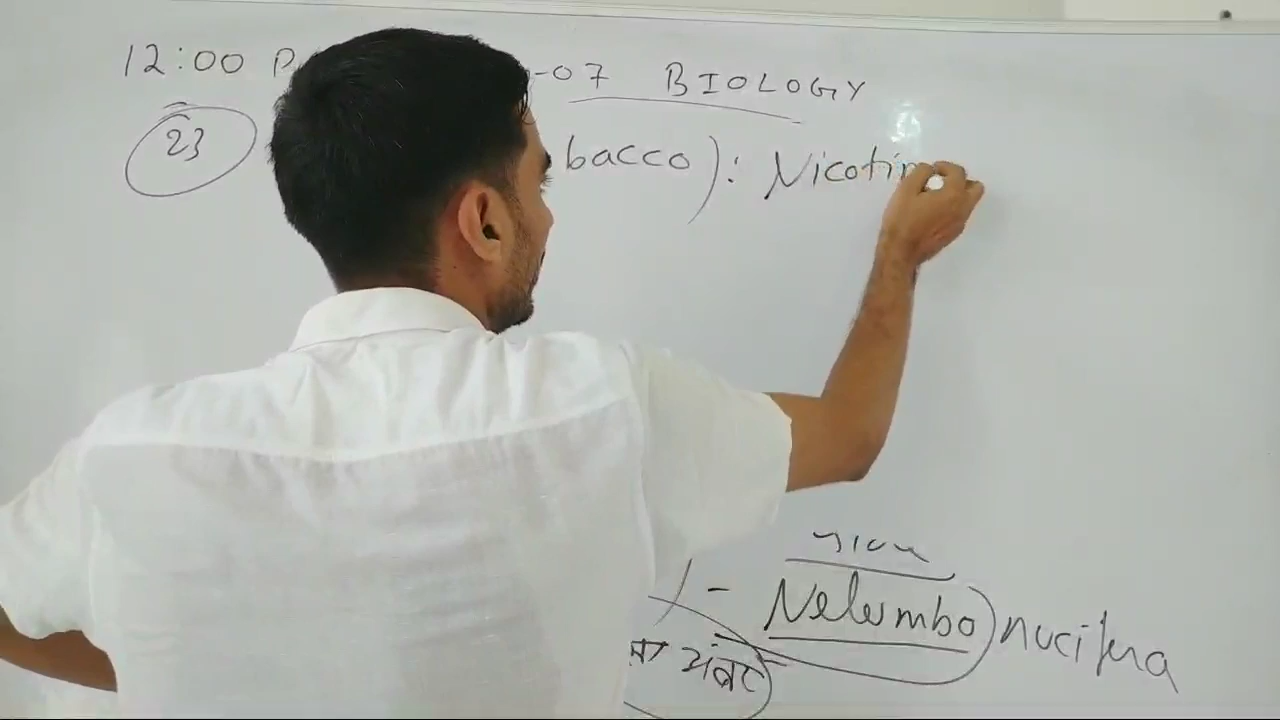 12:00 P -07 BIOLOGY
23 bacco): Nicotin
- Nelumbo) nucifera